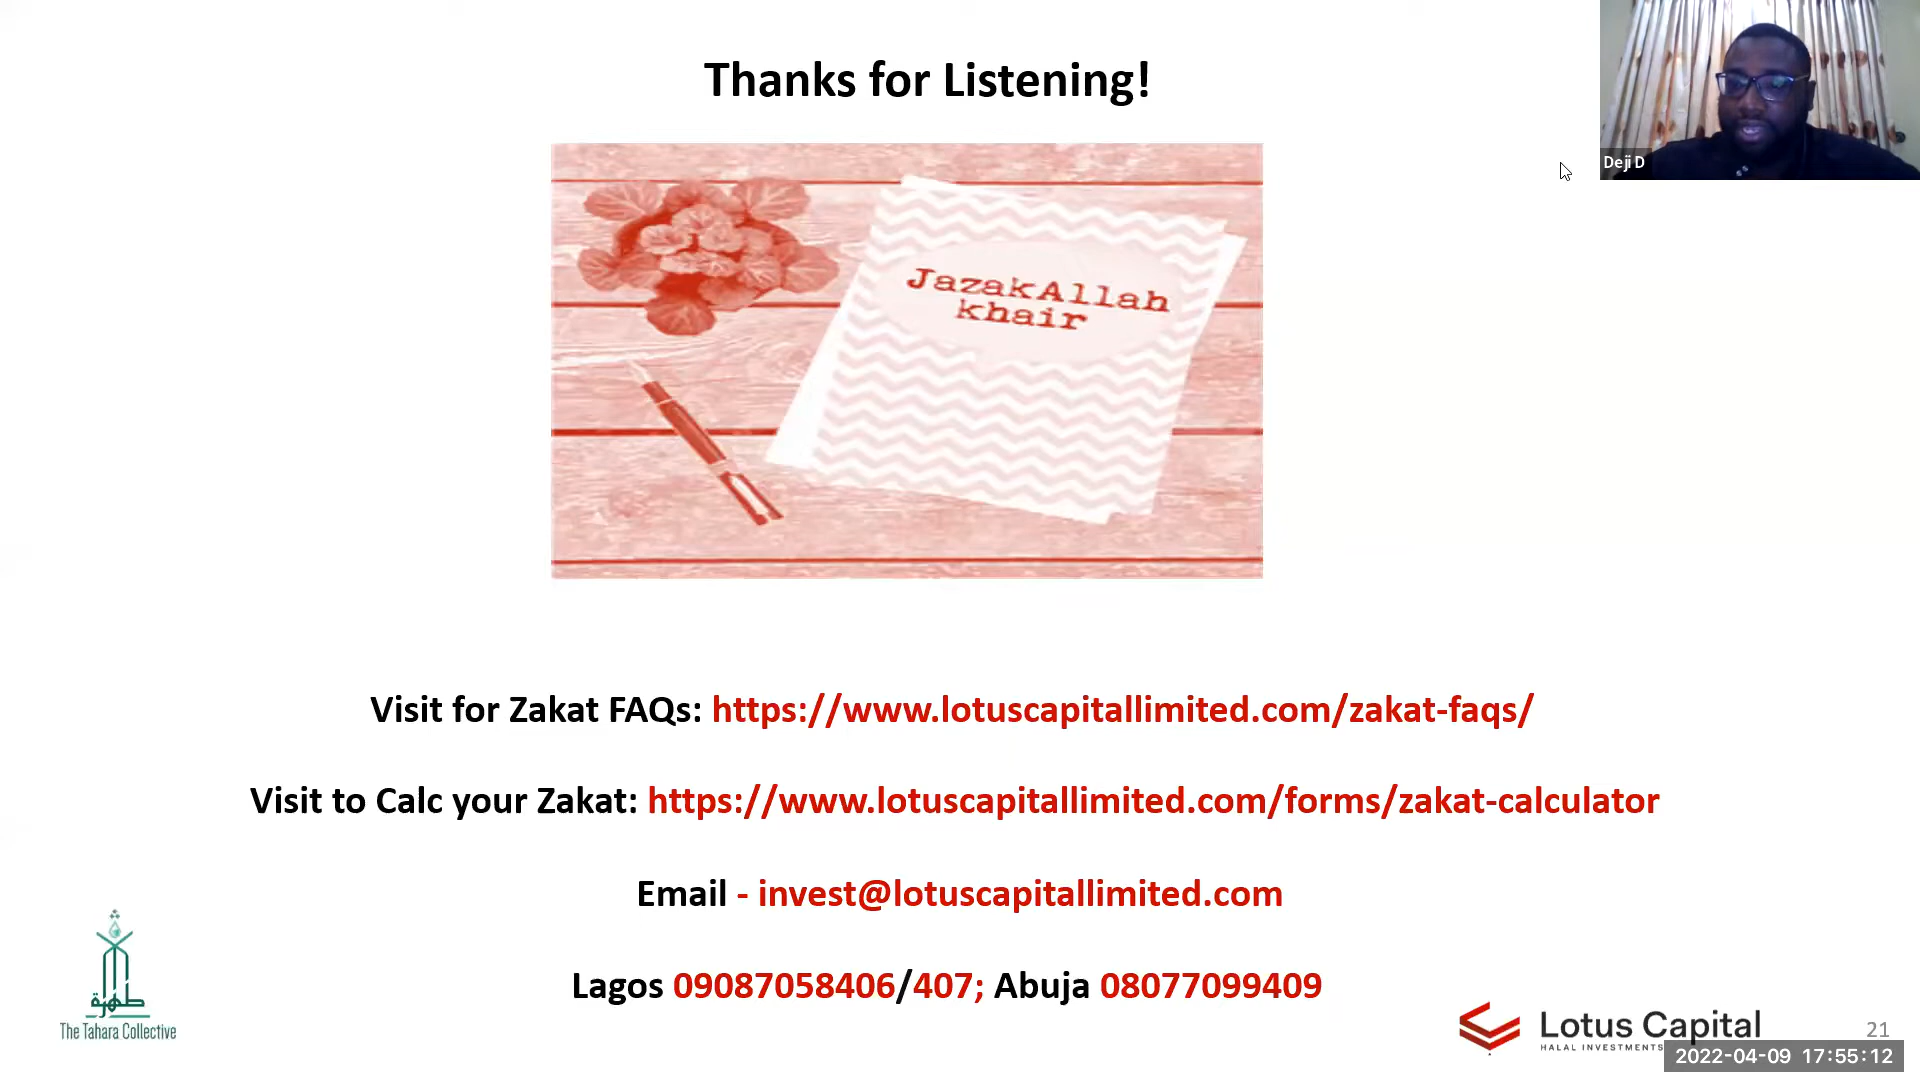 Thanks for Listening!
Deji D
JazakAllah
khair
Visit for Zakat FAQs: https://www.lotuscapitallimited.com/zakat-faqs/
Visit to Calc your Zakat: https://www.lotuscapitallimited.com/forms/zakat-calculator
Email - invest@lotuscapitallimited.com
Lagos 09087058406/407; Abuja 08077099409
طهرة
The Tahara Collective
Lotus Capital
HALAL INVESTMENTS
21
2022-04-09 17:55:12